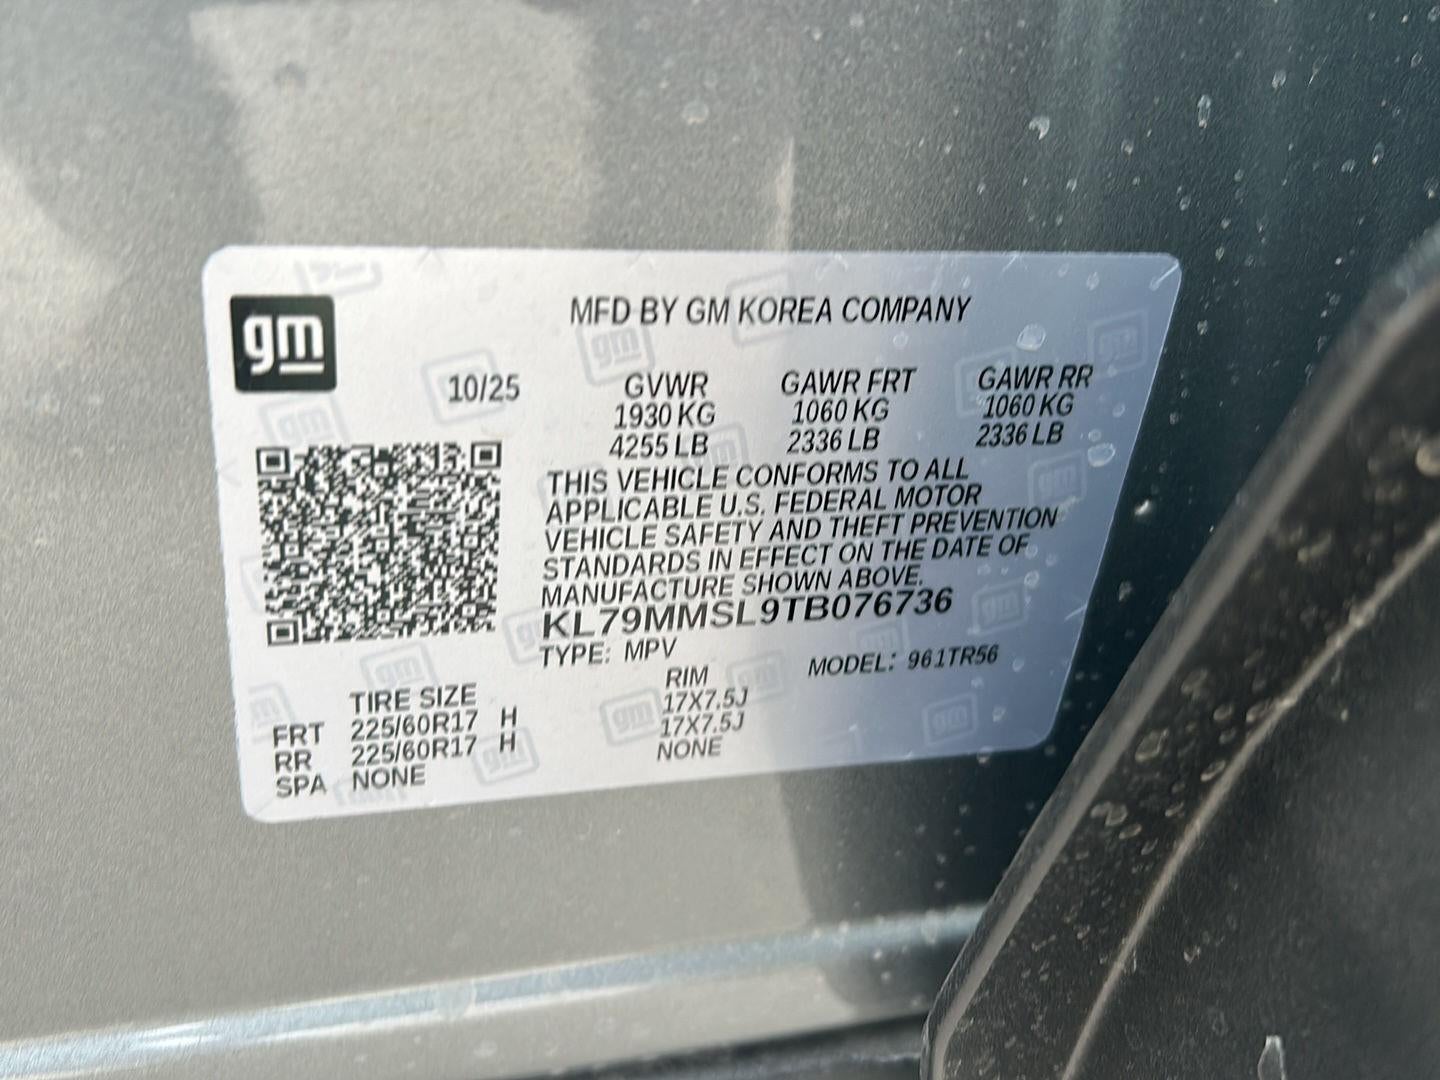 gm
MFD BY GM KOREA COMPANY
10/25 GVWR GAWR FRT GAWR RR
1930 KG 1060 KG 1060 KG
4255 LB 2336 LB 2336 LB
THIS VEHICLE CONFORMS TO ALL
APPLICABLE U.S. FEDERAL MOTOR
VEHICLE SAFETY AND THEFT PREVENTION
STANDARDS IN EFFECT ON THE DATE OF
MANUFACTURE SHOWN ABOVE.
KL79MMSL9TB076736
TYPE: MPV MODEL: 961TR56
TIRE SIZE RIM
FRT 225/60R17 H 17X7.5J
RR 225/60R17 H 17X7.5J
SPA NONE NONE